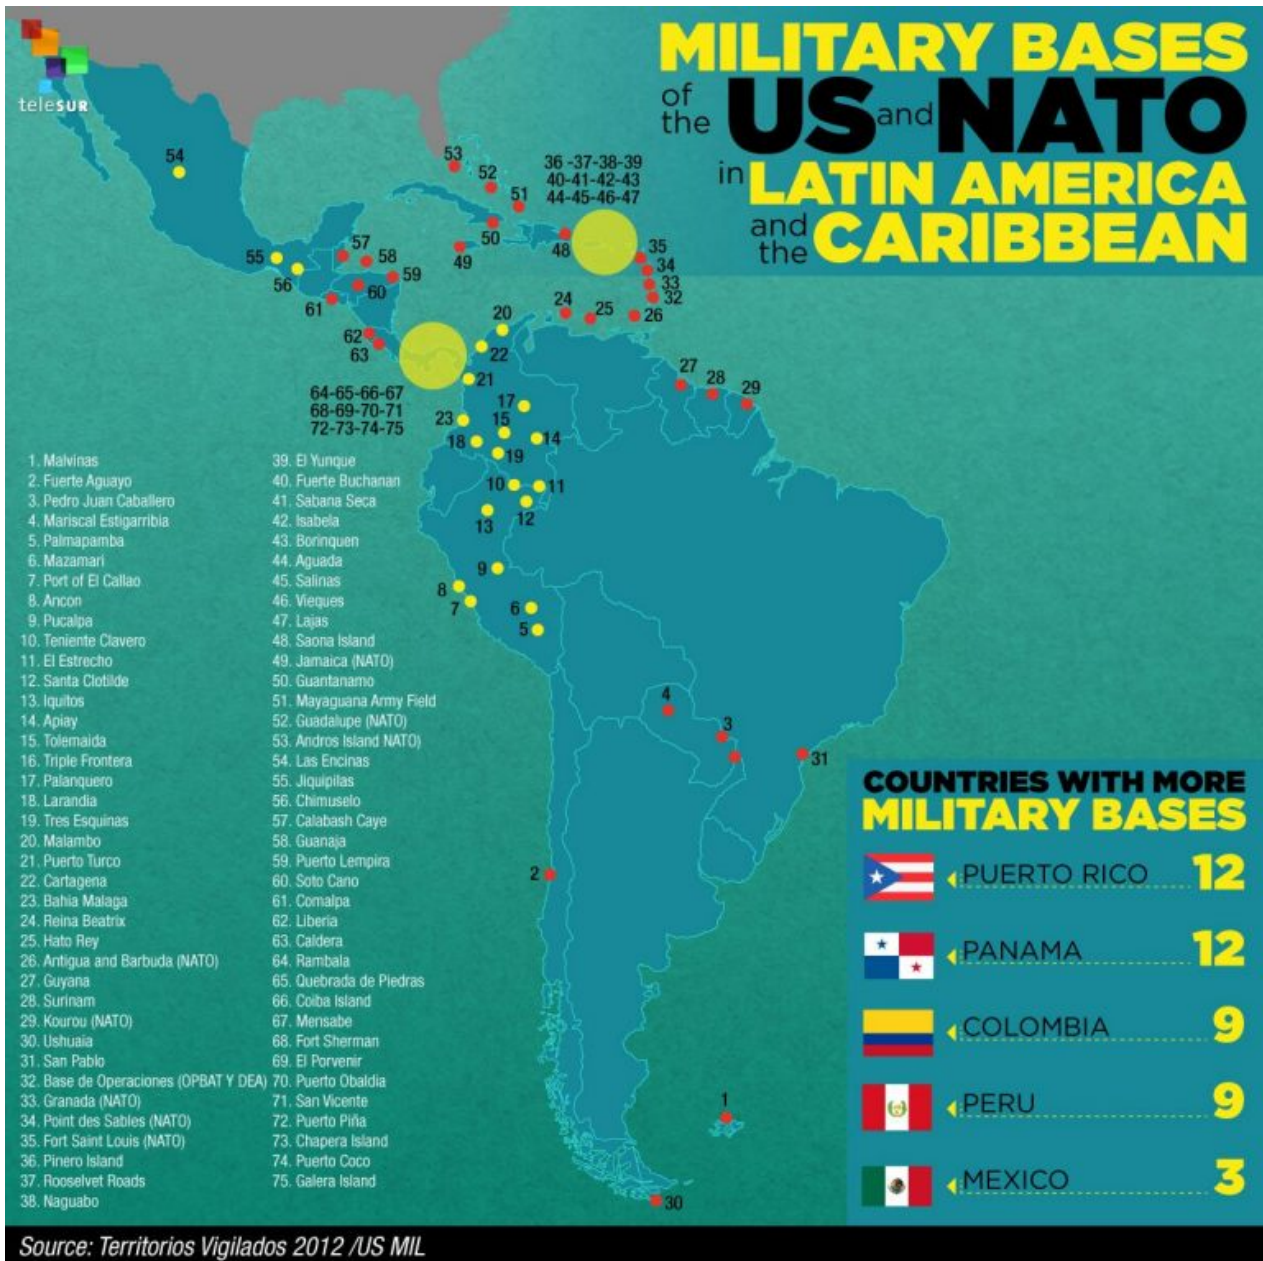 teleSUR
MILITARY BASES
of the US and NATO
in LATIN AMERICA
and the CARIBBEAN
54
53
52
51
36 -37-38-39
40-41-42-43
44-45-46-47
50
49
48
57
58
55
56
59
60
61
35
34
33
32
62
63
20
24
25
26
22
21
27
28
29
64-65-66-67
68-69-70-71
72-73-74-75
17
23
15
18
14
19
10
11
12
13
9
8
7
6
5
4
3
31
2
1
30
1. Malvinas
2. Fuerte Aguayo
3. Pedro Juan Caballero
4. Mariscal Estigarribia
5. Palmapamba
6. Mazamari
7. Port of El Callao
8. Ancon
9. Pucalpa
10. Teniente Clavero
11. El Estrecho
12. Santa Clotilde
13. Iquitos
14. Apiay
15. Tolemaida
16. Triple Frontera
17. Palanquero
18. Larandia
19. Tres Esquinas
20. Malambo
21. Puerto Turco
22. Cartagena
23. Bahia Malaga
24. Reina Beatrix
25. Hato Rey
26. Antigua and Barbuda (NATO)
27. Guyana
28. Surinam
29. Kourou (NATO)
30. Ushuaia
31. San Pablo
32. Base de Operaciones (OPBAT Y DEA)
33. Granada (NATO)
34. Point des Sables (NATO)
35. Fort Saint Louis (NATO)
36. Pinero Island
37. Rooselvet Roads
38. Naguabo
39. El Yunque
40. Fuerte Buchanan
41. Sabana Seca
42. Isabela
43. Borinquen
44. Aguada
45. Salinas
46. Vieques
47. Lajas
48. Saona Island
49. Jamaica (NATO)
50. Guantanamo
51. Mayaguana Army Field
52. Guadalupe (NATO)
53. Andros Island NATO)
54. Las Encinas
55. Jiquipilas
56. Chimuselo
57. Calabash Caye
58. Guanaja
59. Puerto Lempira
60. Soto Cano
61. Comalpa
62. Liberia
63. Caldera
64. Rambala
65. Quebrada de Piedras
66. Coiba Island
67. Mensabe
68. Fort Sherman
69. El Porvenir
70. Puerto Obaldia
71. San Vicente
72. Puerto Piña
73. Chapera Island
74. Puerto Coco
75. Galera Island
COUNTRIES WITH MORE
MILITARY BASES
PUERTO RICO 12
PANAMA 12
COLOMBIA 9
PERU 9
MEXICO 3
Source: Territorios Vigilados 2012 /US MIL